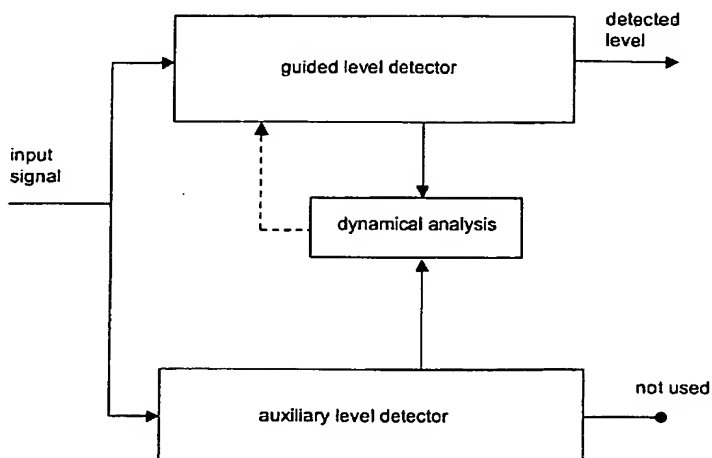 detected
level
guided level detector
input
signal
dynamical analysis
not used
auxiliary level detector